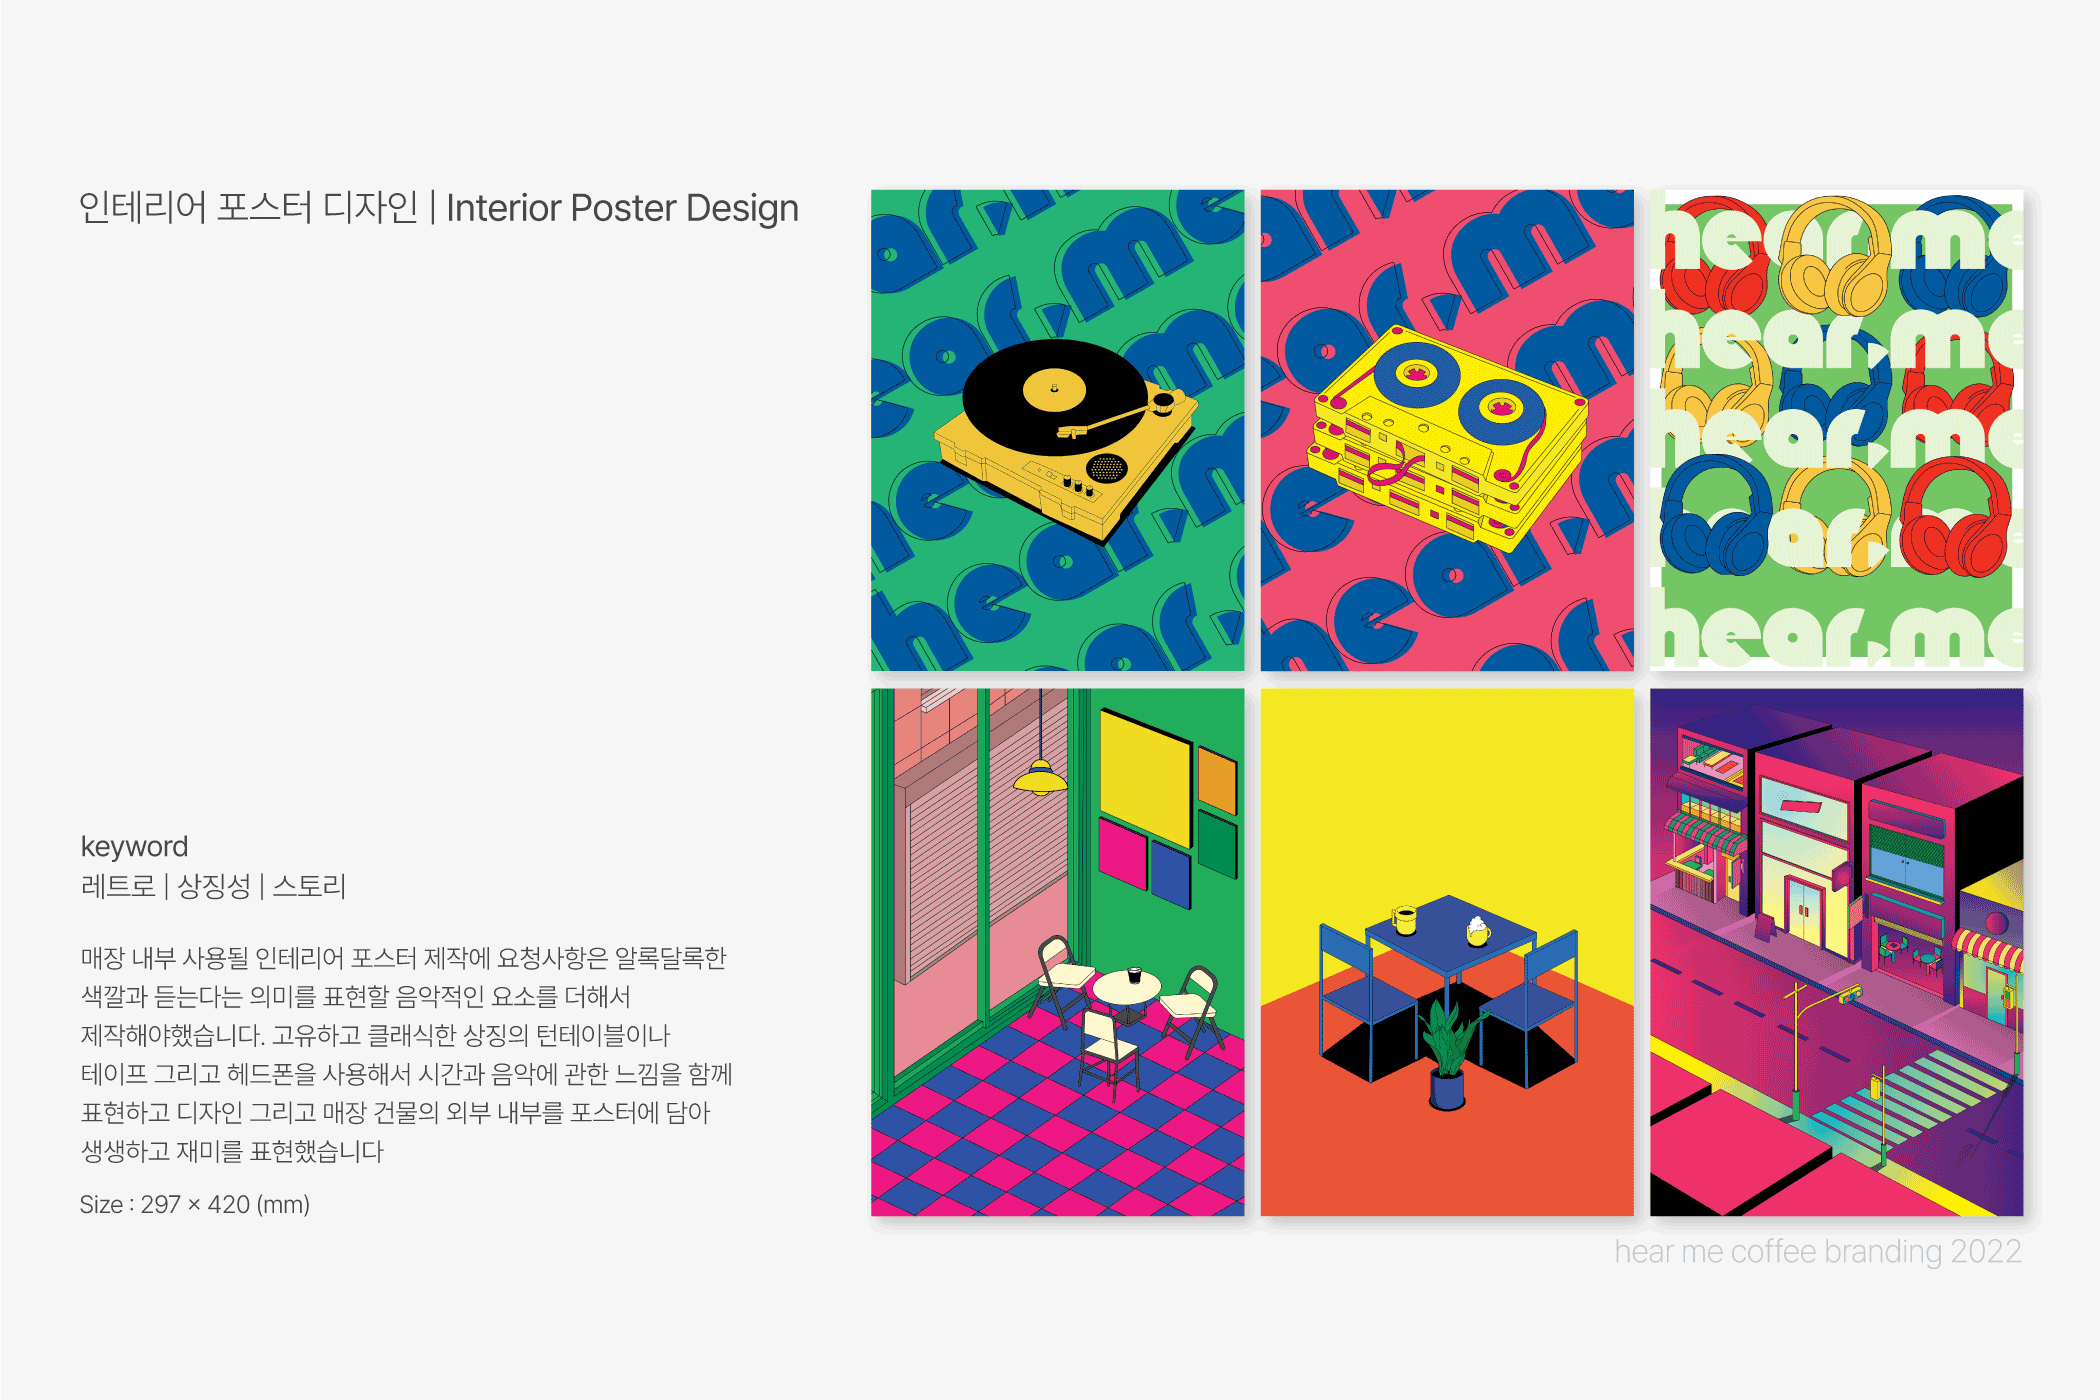 인테리어 포스터 디자인 | Interior Poster Design
keyword
레트로 | 상징성 | 스토리
매장 내부 사용될 인테리어 포스터 제작에 요청사항은 알록달록한
색깔과 듣는다는 의미를 표현할 음악적인 요소를 더해서
제작해야했습니다. 고유하고 클래식한 상징의 턴테이블이나
테이프 그리고 헤드폰을 사용해서 시간과 음악에 관한 느낌을 함께
표현하고 디자인 그리고 매장 건물의 외부 내부를 포스터에 담아
생생하고 재미를 표현했습니다
Size : 297 × 420 (mm)
ar.me
hear.me
hear.me
hear.
ar.me
hear.me
hear.m
hear.me
hear.me
hear.me
hear.me
hear.me
hear me coffee branding 2022